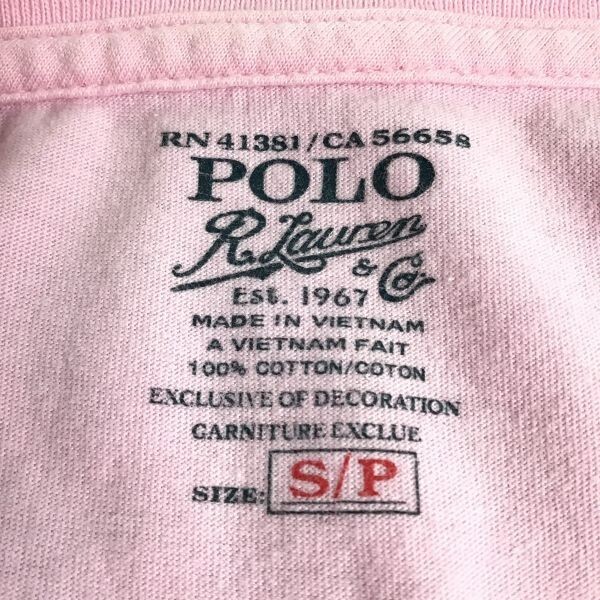 RN 41381/CA 56658
POLO
R. Lauren
& Co
Est. 1967
MADE IN VIETNAM
A VIETNAM FAIT
100% COTTON/COTON
EXCLUSIVE OF DECORATION
GARNITURE EXCLUE
SIZE: S/P